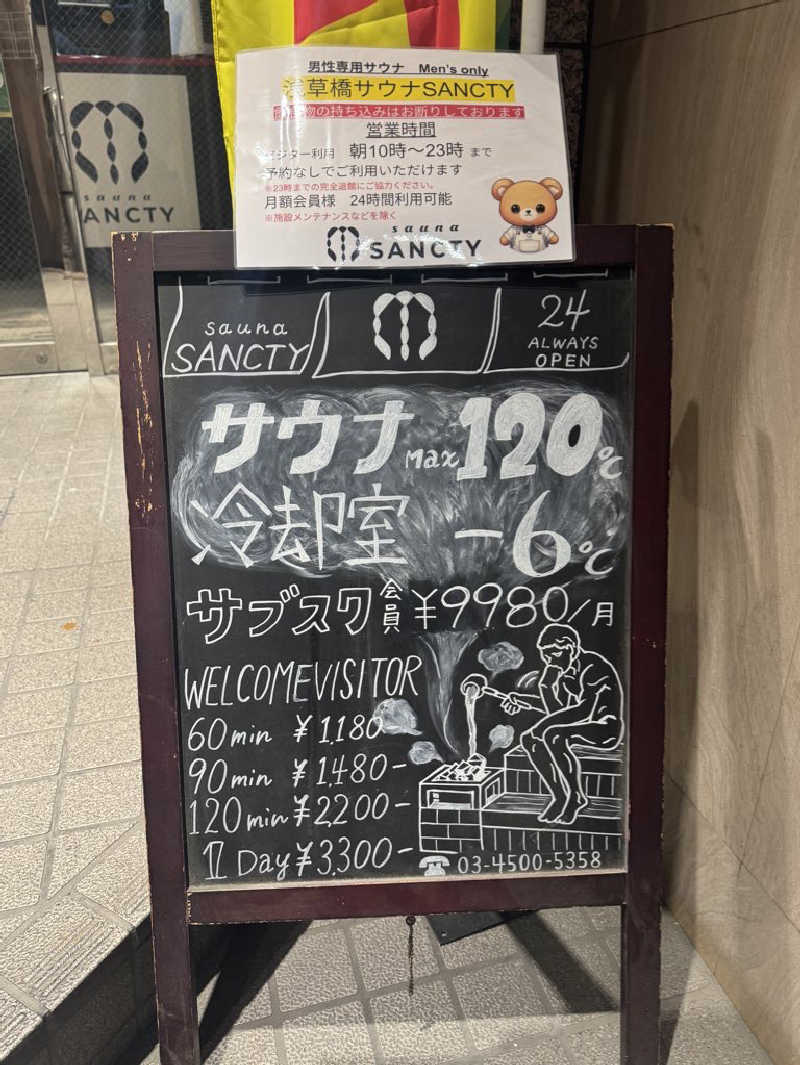 男性専用サウナ Men's only
浅草橋サウナSANCTY
の持ち込みはお断りしております
営業時間
ビジター利用 朝10時〜23時 まで
予約なしでご利用いただけます
※23時までの完全退館にご協力ください。
月額会員様 24時間利用可能
※施設メンテナンスなどを除く
sauna
SANCTY
sauna
SANCTY
sauna
SANCTY
24
ALWAYS
OPEN
サウナ Max 120℃
冷却室 -6℃
サブスク会員 ¥9980/月
WELCOME VISITOR
60min ¥1,180
90min ¥1,480-
120min ¥2,200-
1 Day ¥3,300-
☎ 03-4500-5358